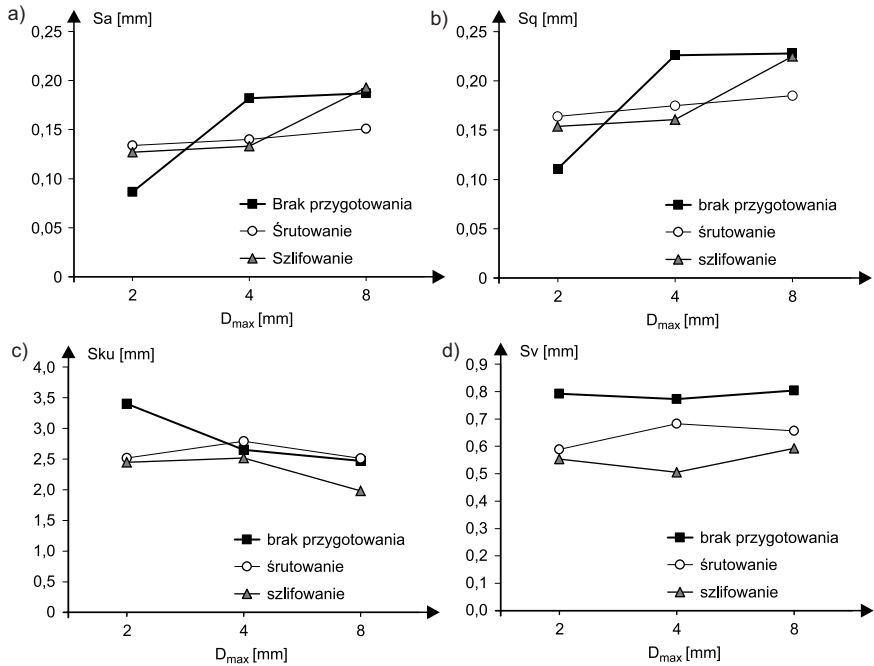 a)
Sa [mm]
0,25
0,20
0,15
0,10
0,05
0
2
4
8
D_max [mm]
Brak przygotowania
Śrutowanie
Szlifowanie
b)
Sq [mm]
0,25
0,20
0,15
0,10
0,05
0
2
4
8
D_max [mm]
brak przygotowania
śrutowanie
szlifowanie
c)
Sku [mm]
4,0
3,5
3,0
2,5
2,0
1,5
1,0
5,5
0
2
4
8
D_max [mm]
brak przygotowania
śrutowanie
szlifowanie
d)
Sv [mm]
0,9
0,8
0,7
0,6
0,5
0,4
0,3
0,2
0,1
0,0
2
4
8
D_max [mm]
brak przygotowania
śrutowanie
szlifowanie